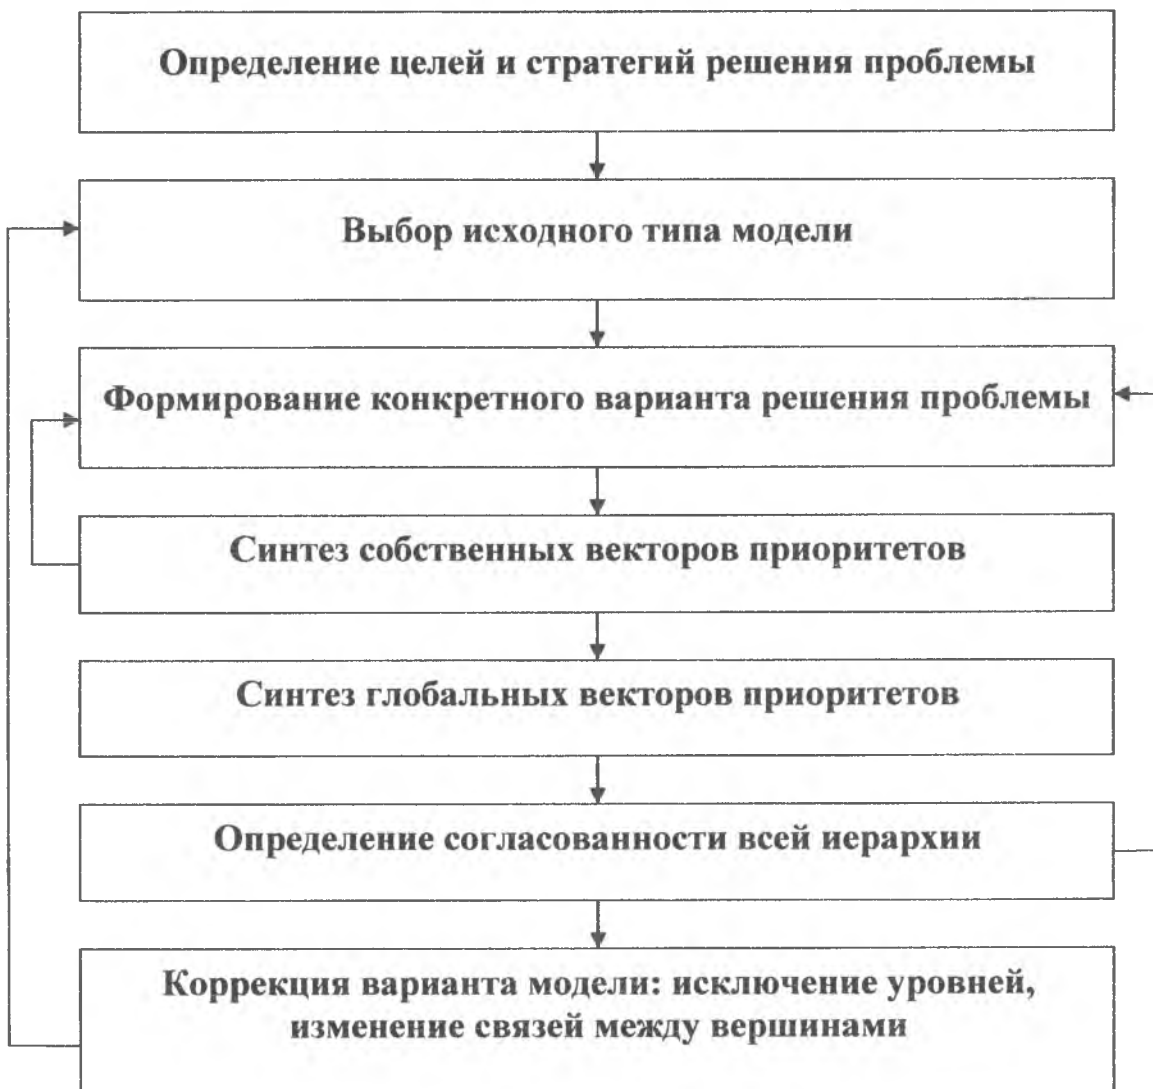 Определение целей и стратегий решения проблемы
Выбор исходного типа модели
Формирование конкретного варианта решения проблемы
Синтез собственных векторов приоритетов
Синтез глобальных векторов приоритетов
Определение согласованности всей иерархии
Коррекция варианта модели: исключение уровней,
изменение связей между вершинами